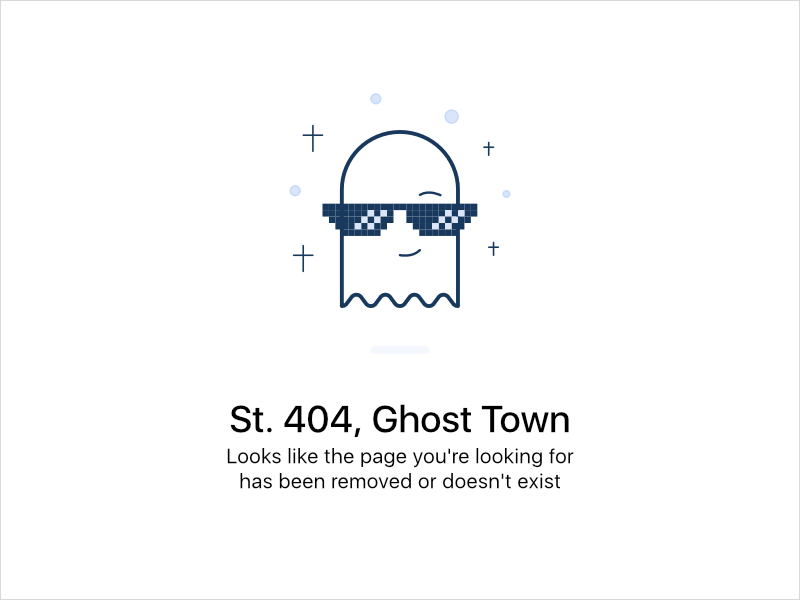 St. 404, Ghost Town
Looks like the page you're looking for
has been removed or doesn't exist